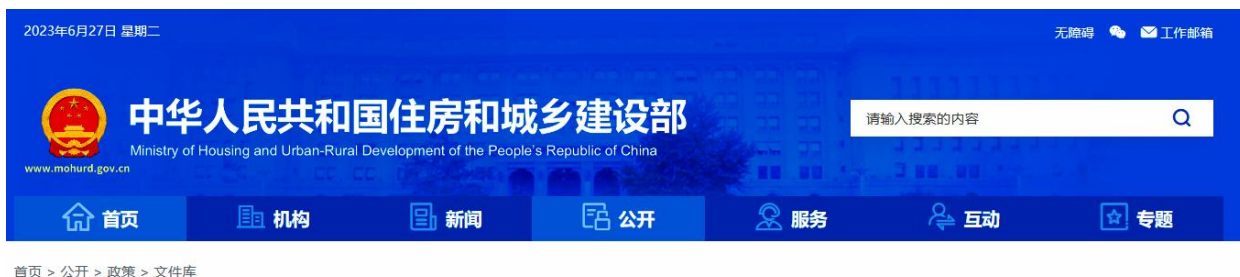 2023年6月27日 星期二
无障碍 工作邮箱
中华人民共和国住房和城乡建设部
Ministry of Housing and Urban-Rural Development of the People's Republic of China
www.mohurd.gov.cn
请输入搜索的内容
首页 机构 新闻 公开 服务 互动 专题
首页 > 公开 > 政策 > 文件库